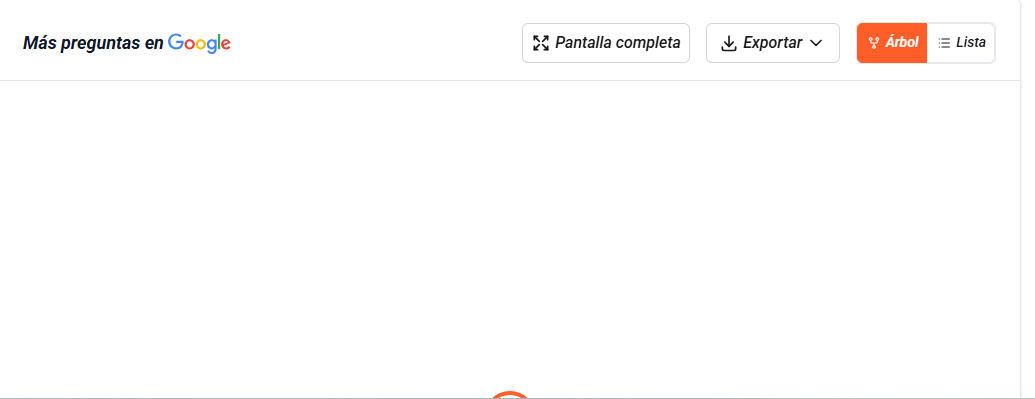 Más preguntas en Google
Pantalla completa
Exportar
Árbol
Lista